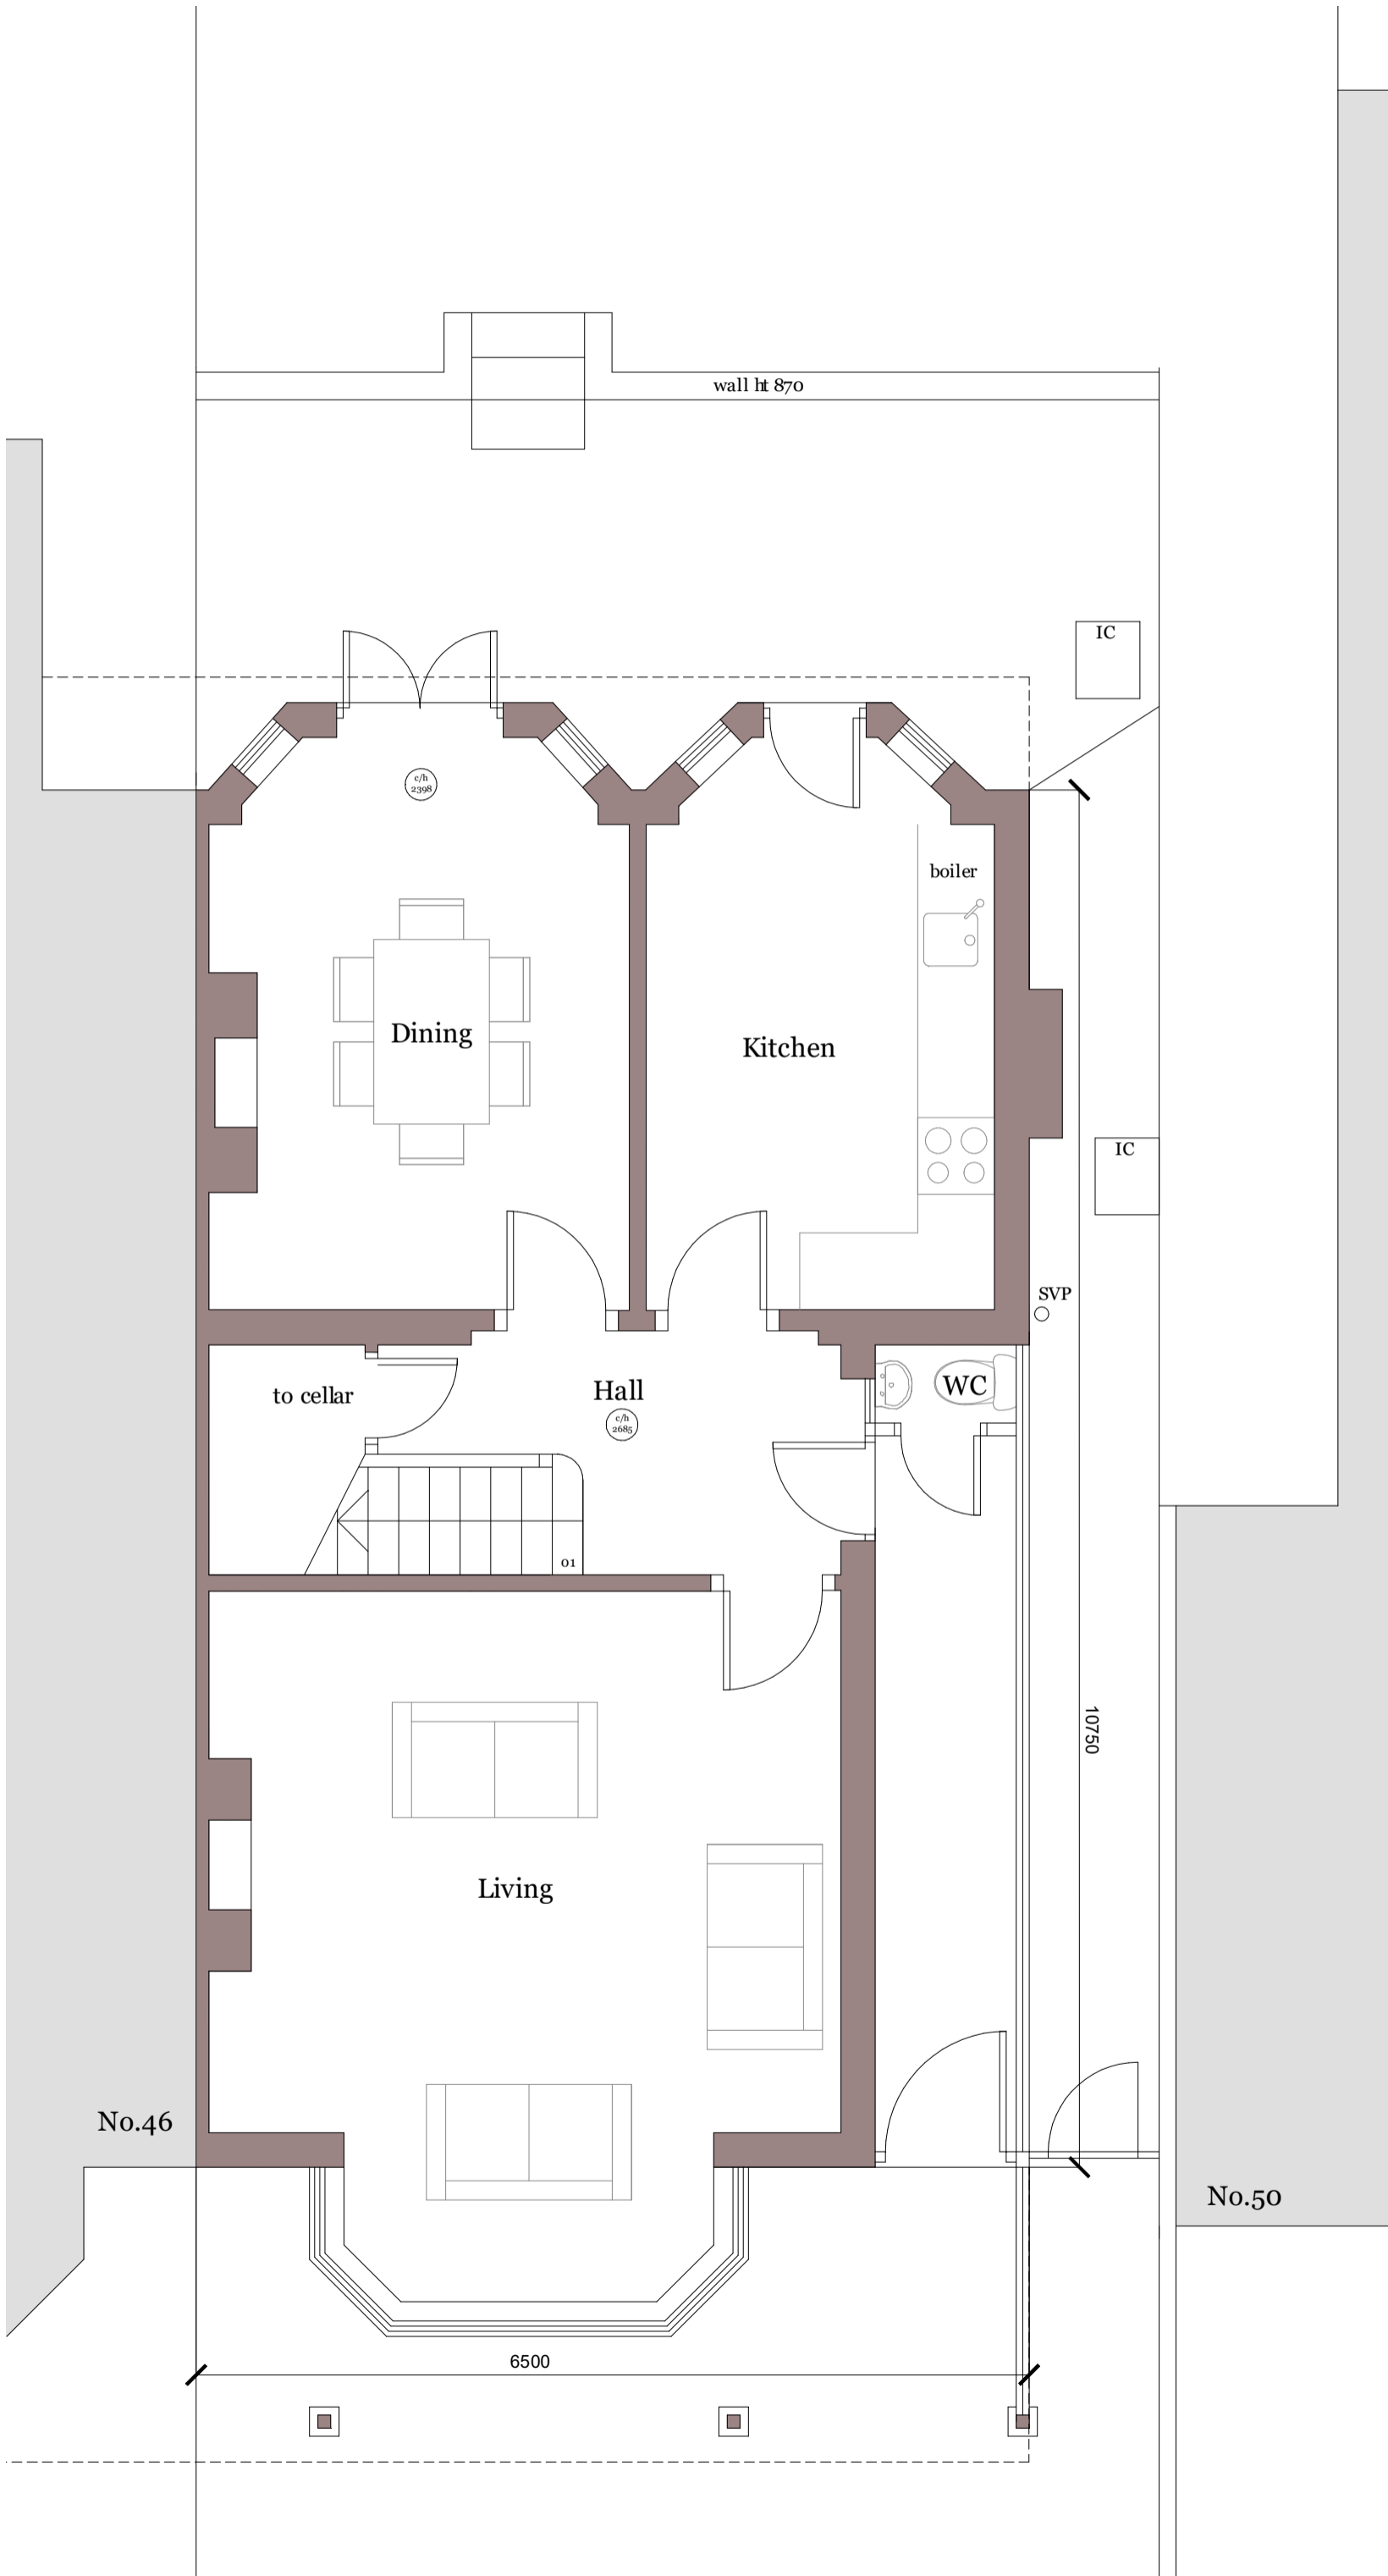 wall ht 870
IC
c/h
2398
boiler
Dining
Kitchen
IC
SVP
Hall
c/h
2685
to cellar
WC
01
10750
Living
No.46
No.50
6500